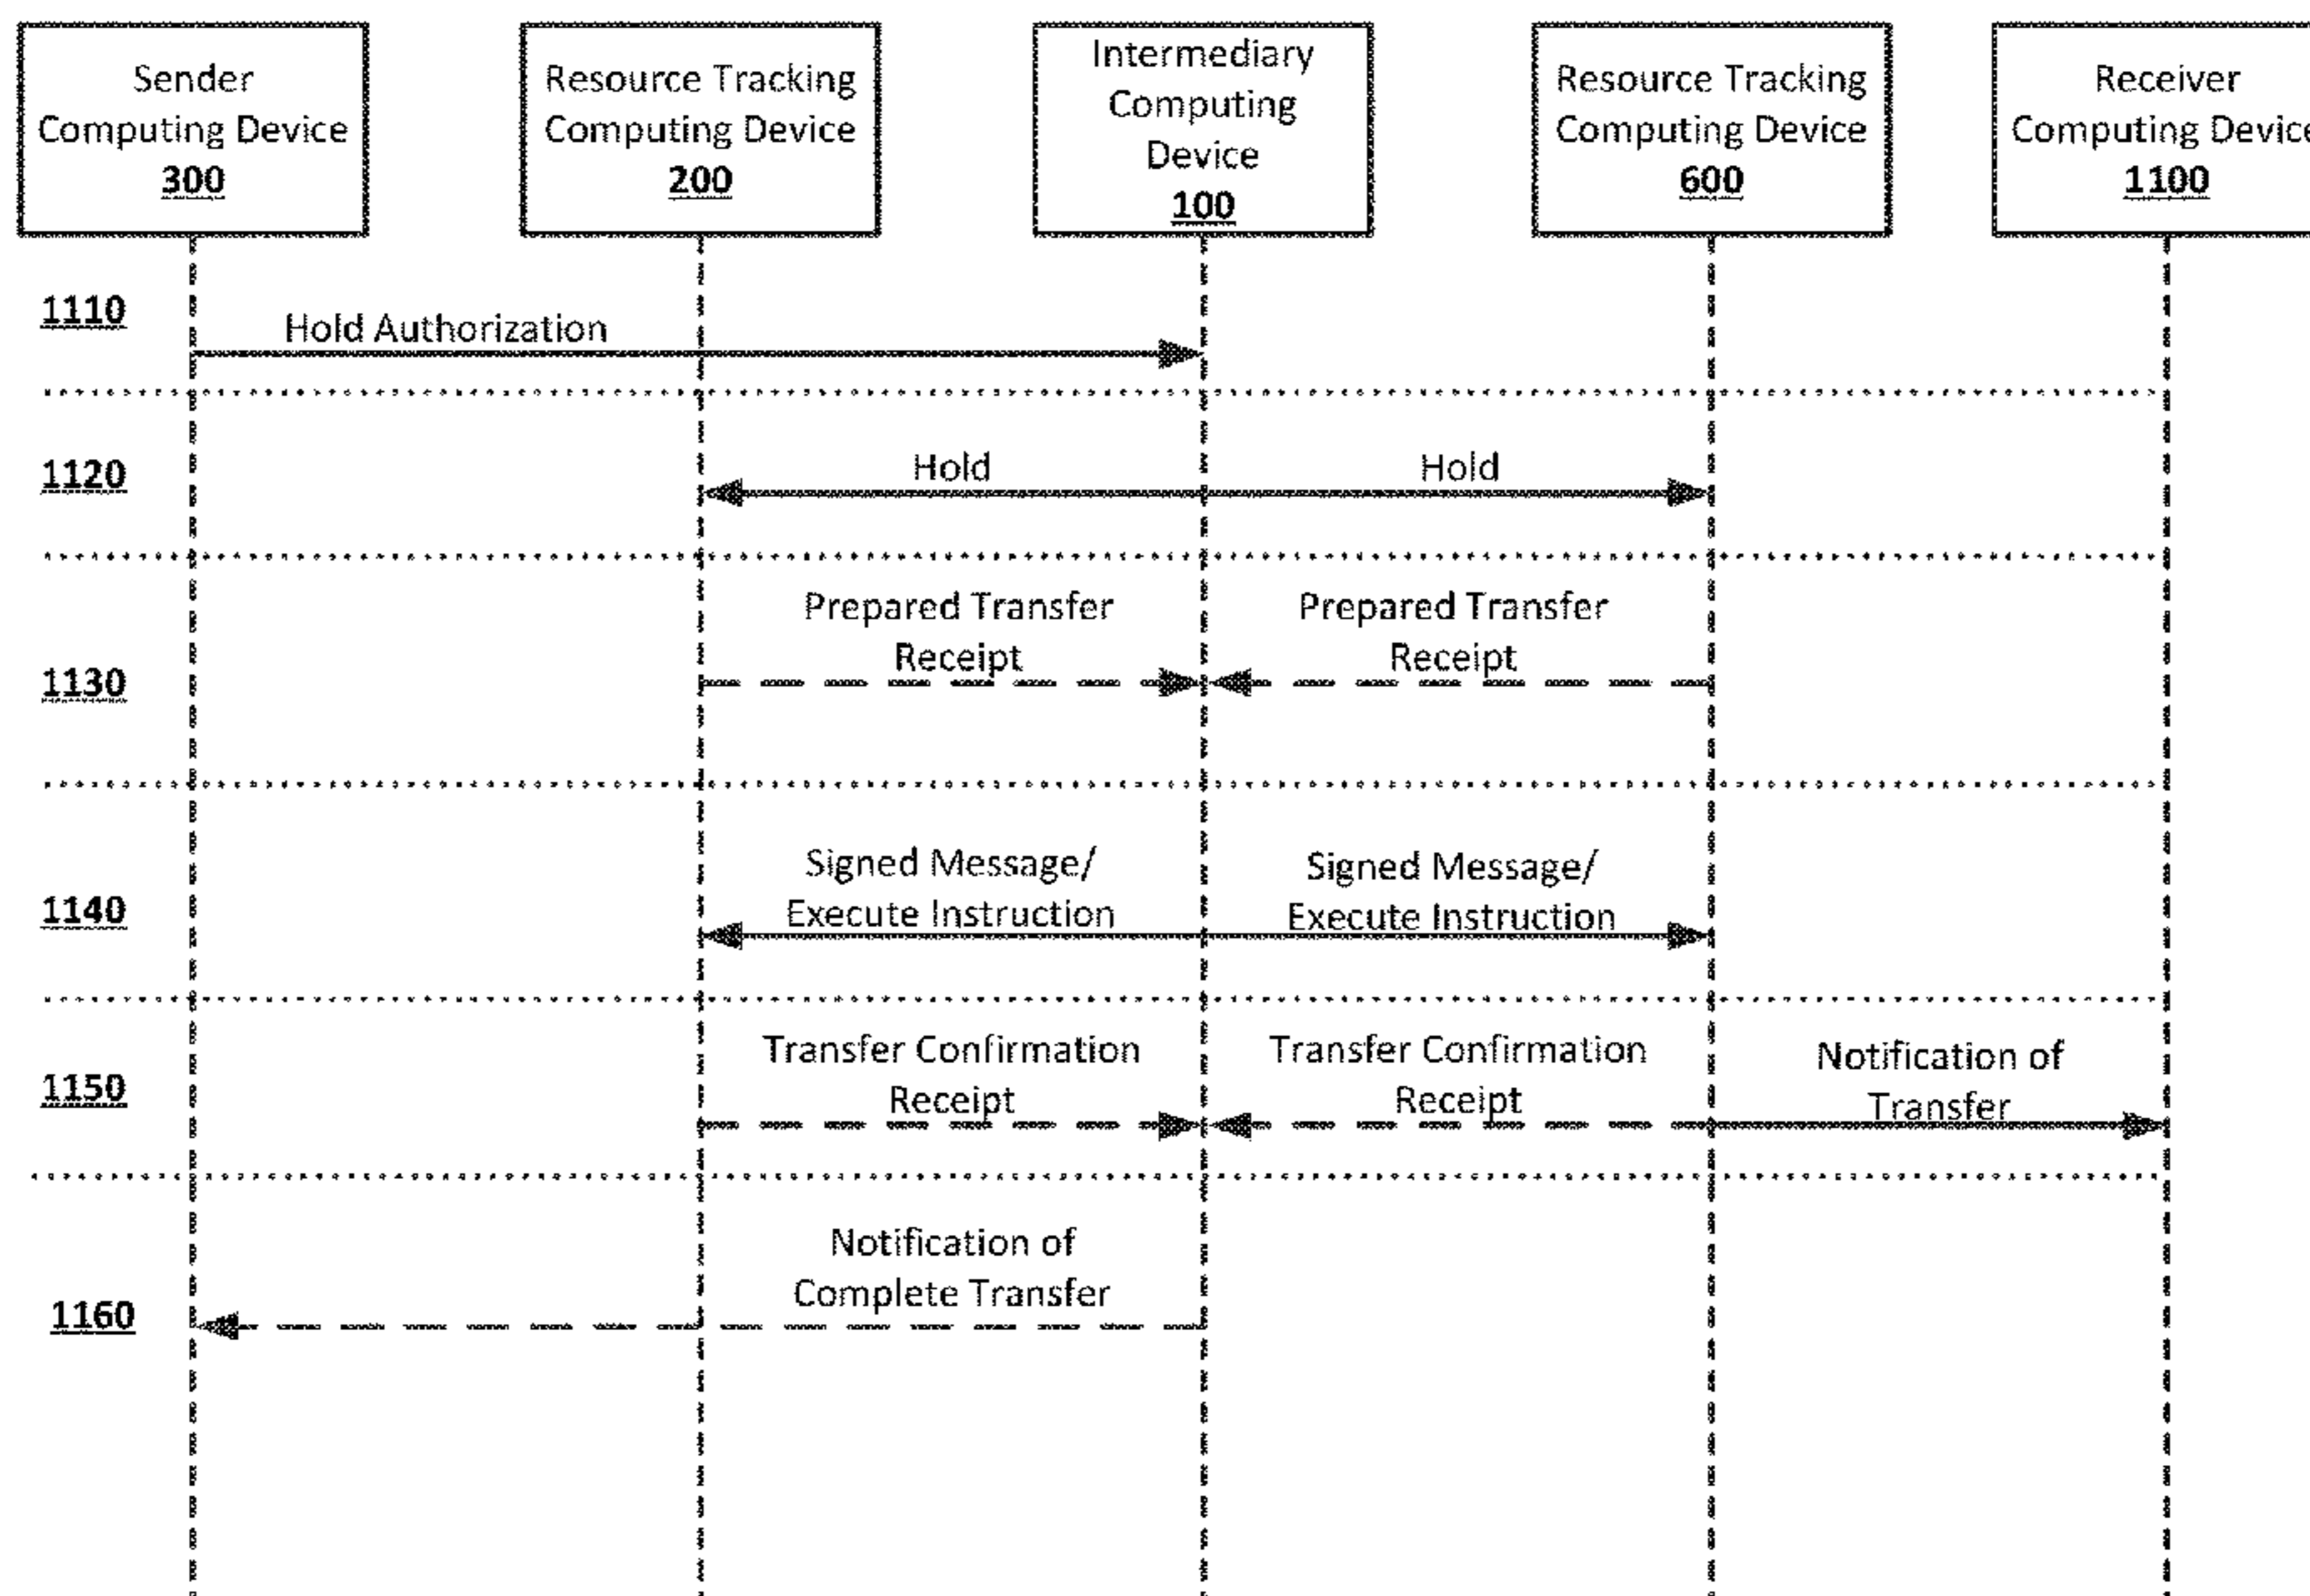 Sender
Computing Device
300
Resource Tracking
Computing Device
200
Intermediary
Computing
Device
100
Resource Tracking
Computing Device
600
Receiver
Computing Device
1100
1110
Hold Authorization
1120
Hold
Hold
1130
Prepared Transfer
Receipt
Prepared Transfer
Receipt
1140
Signed Message/
Execute Instruction
Signed Message/
Execute Instruction
1150
Transfer Confirmation
Receipt
Transfer Confirmation
Receipt
Notification of
Transfer
1160
Notification of
Complete Transfer